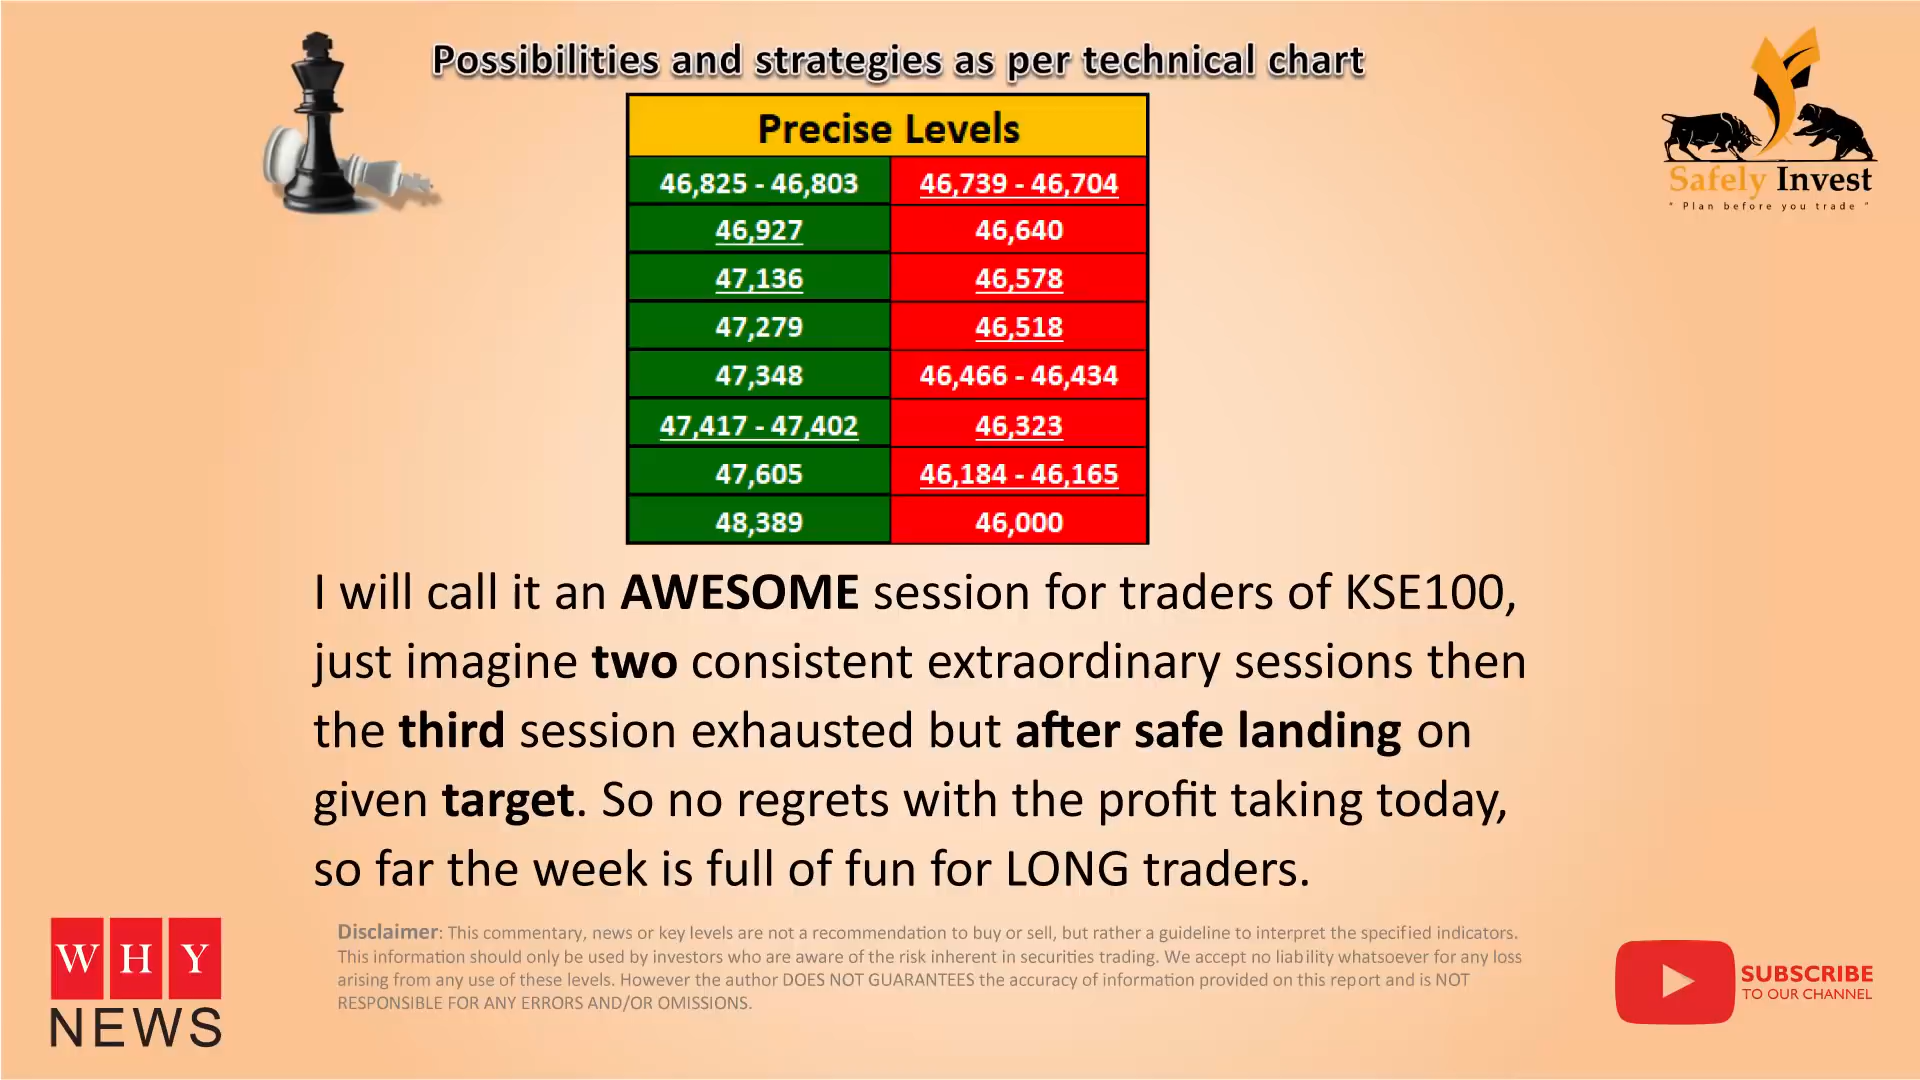 Possibilities and strategies as per technical chart
Precise Levels
46,825 - 46,803 46,739 - 46,704
46,927 46,640
47,136 46,578
47,279 46,518
47,348 46,466 - 46,434
47,417 - 47,402 46,323
47,605 46,184 - 46,165
48,389 46,000
Safely Invest
" Plan before you trade "
I will call it an AWESOME session for traders of KSE100,
just imagine two consistent extraordinary sessions then
the third session exhausted but after safe landing on
given target. So no regrets with the profit taking today,
so far the week is full of fun for LONG traders.
Disclaimer: This commentary, news or key levels are not a recommendation to buy or sell, but rather a guideline to interpret the specified indicators.
This information should only be used by investors who are aware of the risk inherent in securities trading. We accept no liability whatsoever for any loss
arising from any use of these levels. However the author DOES NOT GUARANTEES the accuracy of information provided on this report and is NOT
RESPONSIBLE FOR ANY ERRORS AND/OR OMISSIONS.
WHY
NEWS
SUBSCRIBE
TO OUR CHANNEL